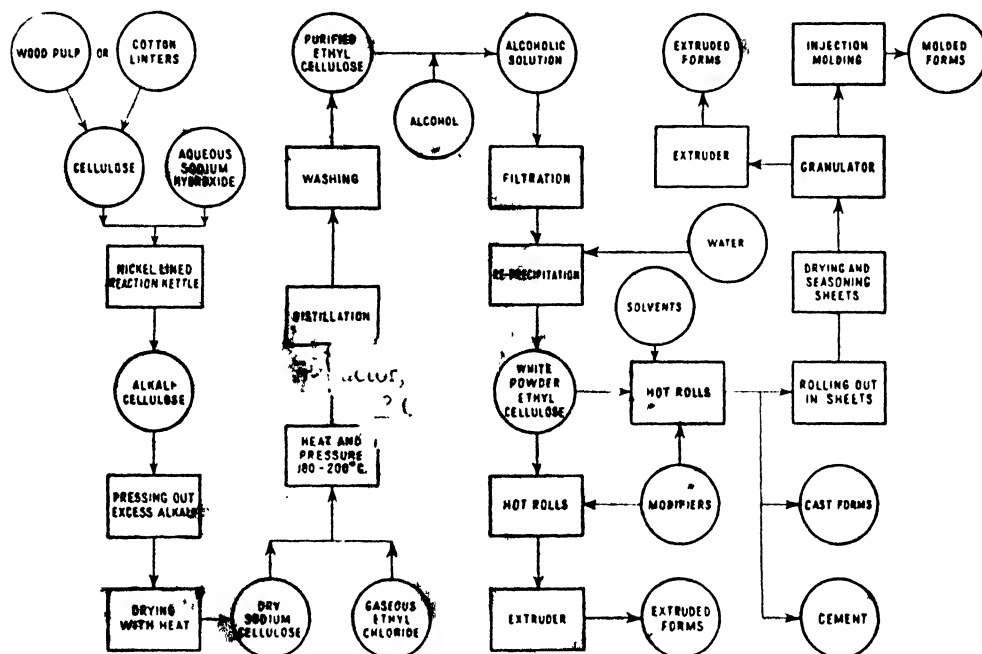 WOOD PULP
OR
COTTON
LINTERS
CELLULOSE
AQUEOUS
SODIUM
HYDROXIDE
NICKEL LINED
REACTION KETTLE
ALKALI
CELLULOSE
PRESSING OUT
EXCESS ALKALI
DRYING
WITH HEAT
DRY
SODIUM
CELLULOSE
GASEOUS
ETHYL
CHLORIDE
HEAT AND
PRESSURE
180-200°C.
DISTILLATION
WASHING
PURIFIED
ETHYL
CELLULOSE
ALCOHOL
ALCOHOLIC
SOLUTION
FILTRATION
RE-PRECIPITATION
WATER
WHITE
POWDER
ETHYL
CELLULOSE
SOLVENTS
HOT ROLLS
MODIFIERS
HOT ROLLS
EXTRUDER
EXTRUDED
FORMS
ROLLING OUT
IN SHEETS
CAST FORMS
CEMENT
DRYING AND
SEASONING
SHEETS
GRANULATOR
EXTRUDER
EXTRUDED
FORMS
INJECTION
MOLDING
MOLDED
FORMS